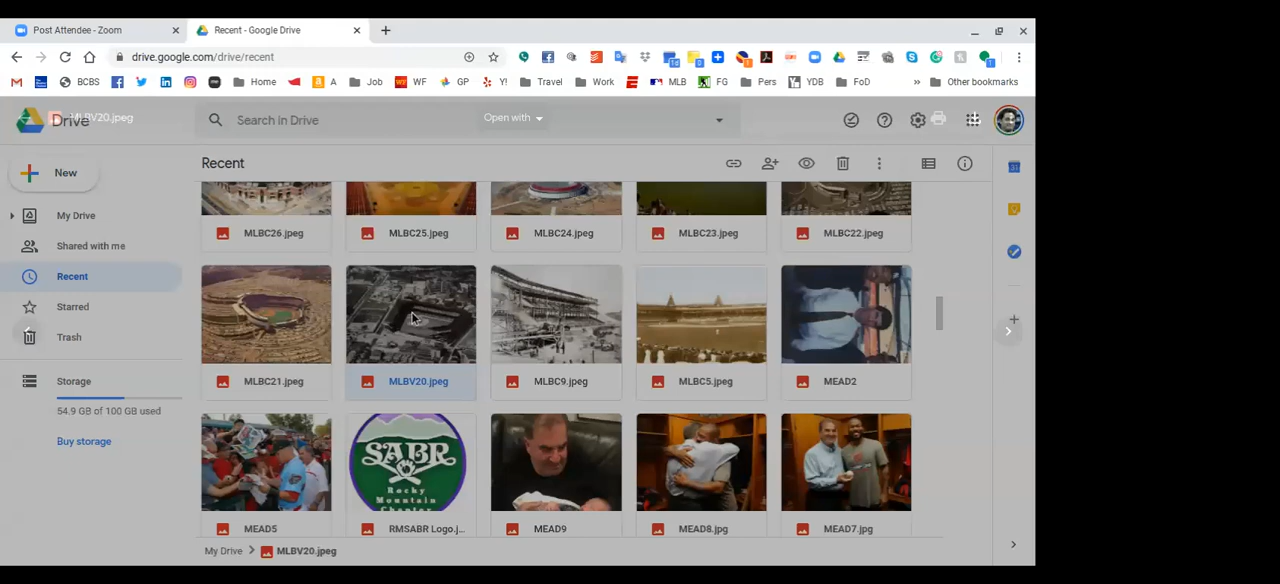 Post Attendee - Zoom
Recent - Google Drive
drive.google.com/drive/recent
BCBS
Home
A
Job
WF
GP
Y!
Travel
Work
MLB
FG
Pers
YDB
FoD
Other bookmarks
MLBV20.jpeg
Drive
Search in Drive
Open with
New
Recent
My Drive
Shared with me
Recent
Starred
Trash
Storage
54.9 GB of 100 GB used
Buy storage
MLBC26.jpeg
MLBC25.jpeg
MLBC24.jpeg
MLBC23.jpeg
MLBC22.jpeg
MLBC21.jpeg
MLBV20.jpeg
MLBC9.jpeg
MLBC5.jpeg
MEAD2
SABR
Rocky
Mountain
Chapter
MEAD5
RMSABR Logo.j...
MEAD9
MEAD8.jpg
MEAD7.jpg
My Drive > MLBV20.jpeg